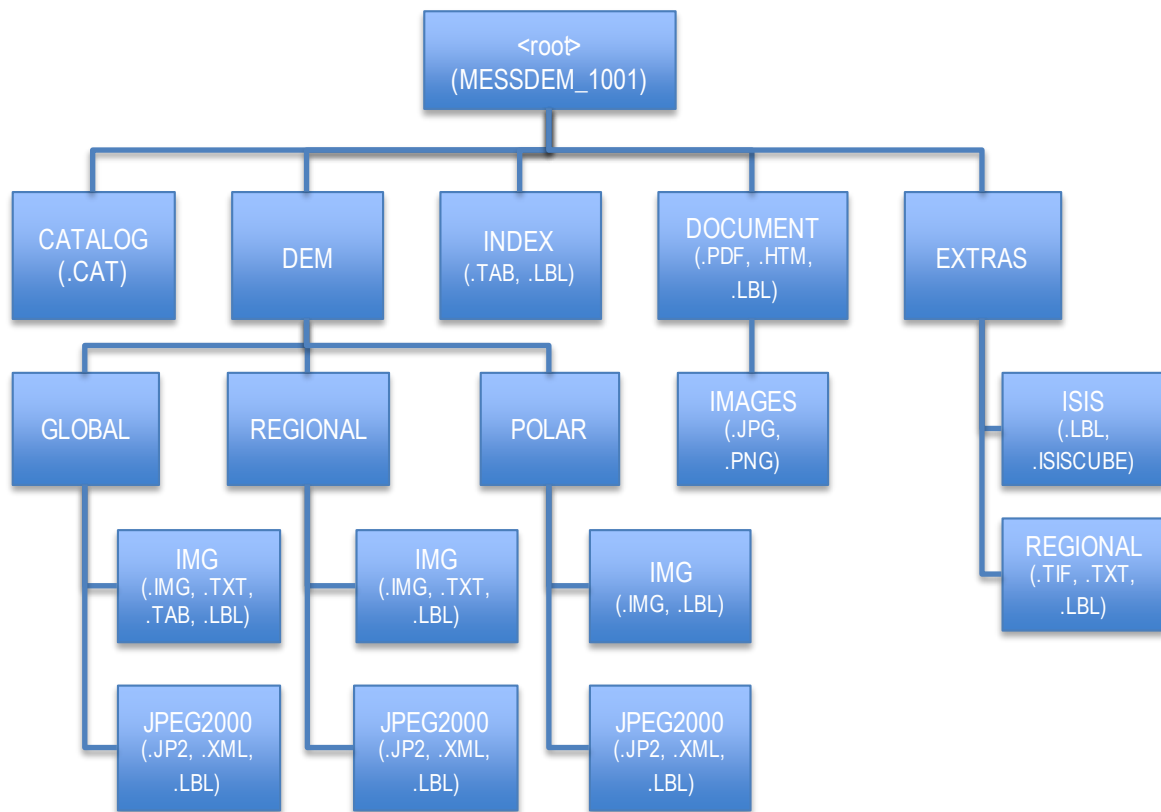 <root>
(MESSDEM_1001)
CATALOG
(.CAT)
DEM
INDEX
(.TAB, .LBL)
DOCUMENT
(.PDF, .HTM,
.LBL)
EXTRAS
GLOBAL
REGIONAL
POLAR
IMAGES
(.JPG,
.PNG)
ISIS
(.LBL,
.ISISCUBE)
IMG
(.IMG, .TXT,
.TAB, .LBL)
IMG
(.IMG, .TXT,
.LBL)
IMG
(.IMG, .LBL)
REGIONAL
(.TIF, .TXT,
.LBL)
JPEG2000
(.JP2, .XML,
.LBL)
JPEG2000
(.JP2, .XML,
.LBL)
JPEG2000
(.JP2, .XML,
.LBL)